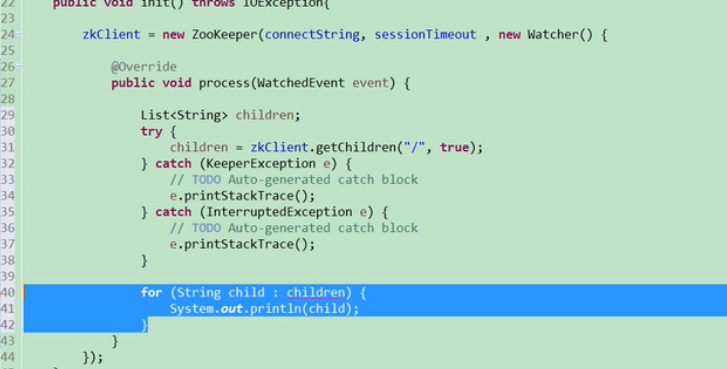 22 public void init() throws IOException{
23
24 zkClient = new ZooKeeper(connectString, sessionTimeout , new Watcher() {
25
26 @Override
27 public void process(WatchedEvent event) {
28
29 List<String> children;
30 try {
31 children = zkClient.getChildren("/", true);
32 } catch (KeeperException e) {
33 // TODO Auto-generated catch block
34 e.printStackTrace();
35 } catch (InterruptedException e) {
36 // TODO Auto-generated catch block
37 e.printStackTrace();
38 }
39
40 for (String child : children) {
41 System.out.println(child);
42 }
43 }
44 });